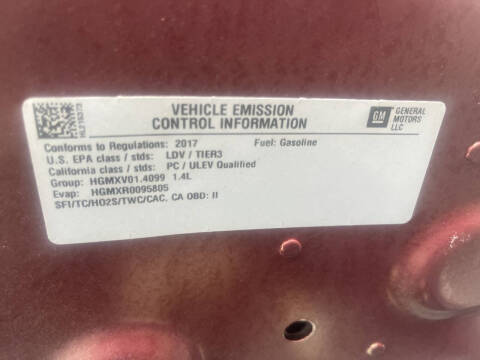 VEHICLE EMISSION
CONTROL INFORMATION
GM
GENERAL
MOTORS
LLC
Conforms to Regulations: 2017 Fuel: Gasoline
U.S. EPA class / stds: LDV / TIER3
California class / stds: PC / ULEV Qualified
Group: HGMXV01.4099 1.4L
Evap: HGMXR0095805
SFI/TC/HO2S/TWC/CAC. CA OBD: II